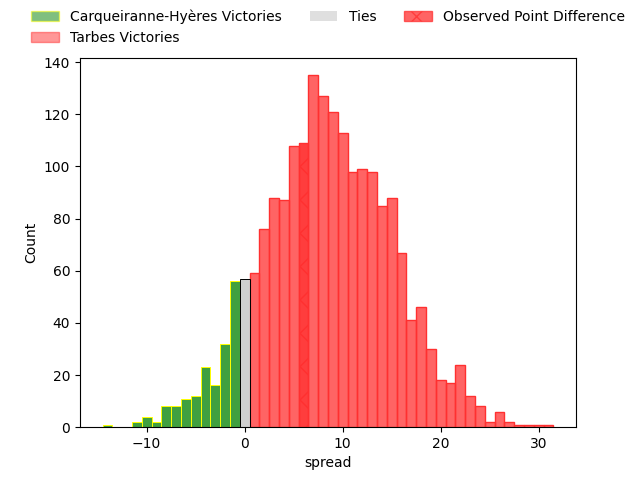 Carqueiranne-Hyères Victories
Ties
Observed Point Difference
Tarbes Victories
140
120
100
80
60
40
20
0
Count
−10
0
10
20
30
spread